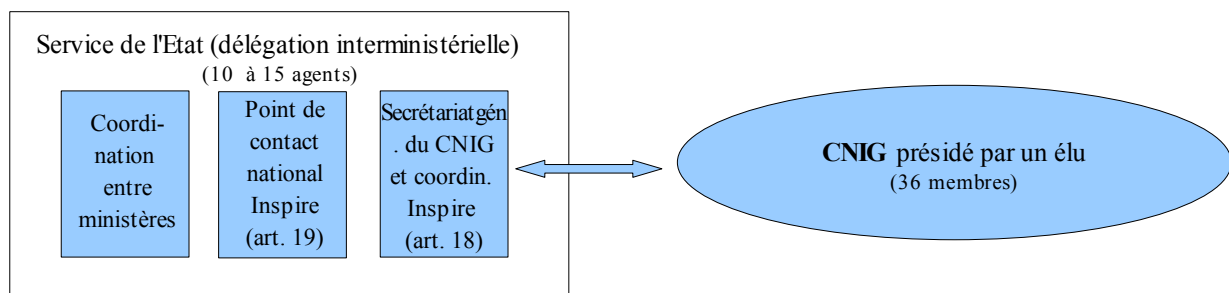 Service de l'Etat (délégation interministérielle)
(10 à 15 agents)
Coordi-
nation
entre
ministères
Point de
contact
national
Inspire
(art. 19)
Secrétariatgén
. du CNIG
et coordin.
Inspire
(art. 18)
CNIG présidé par un élu
(36 membres)